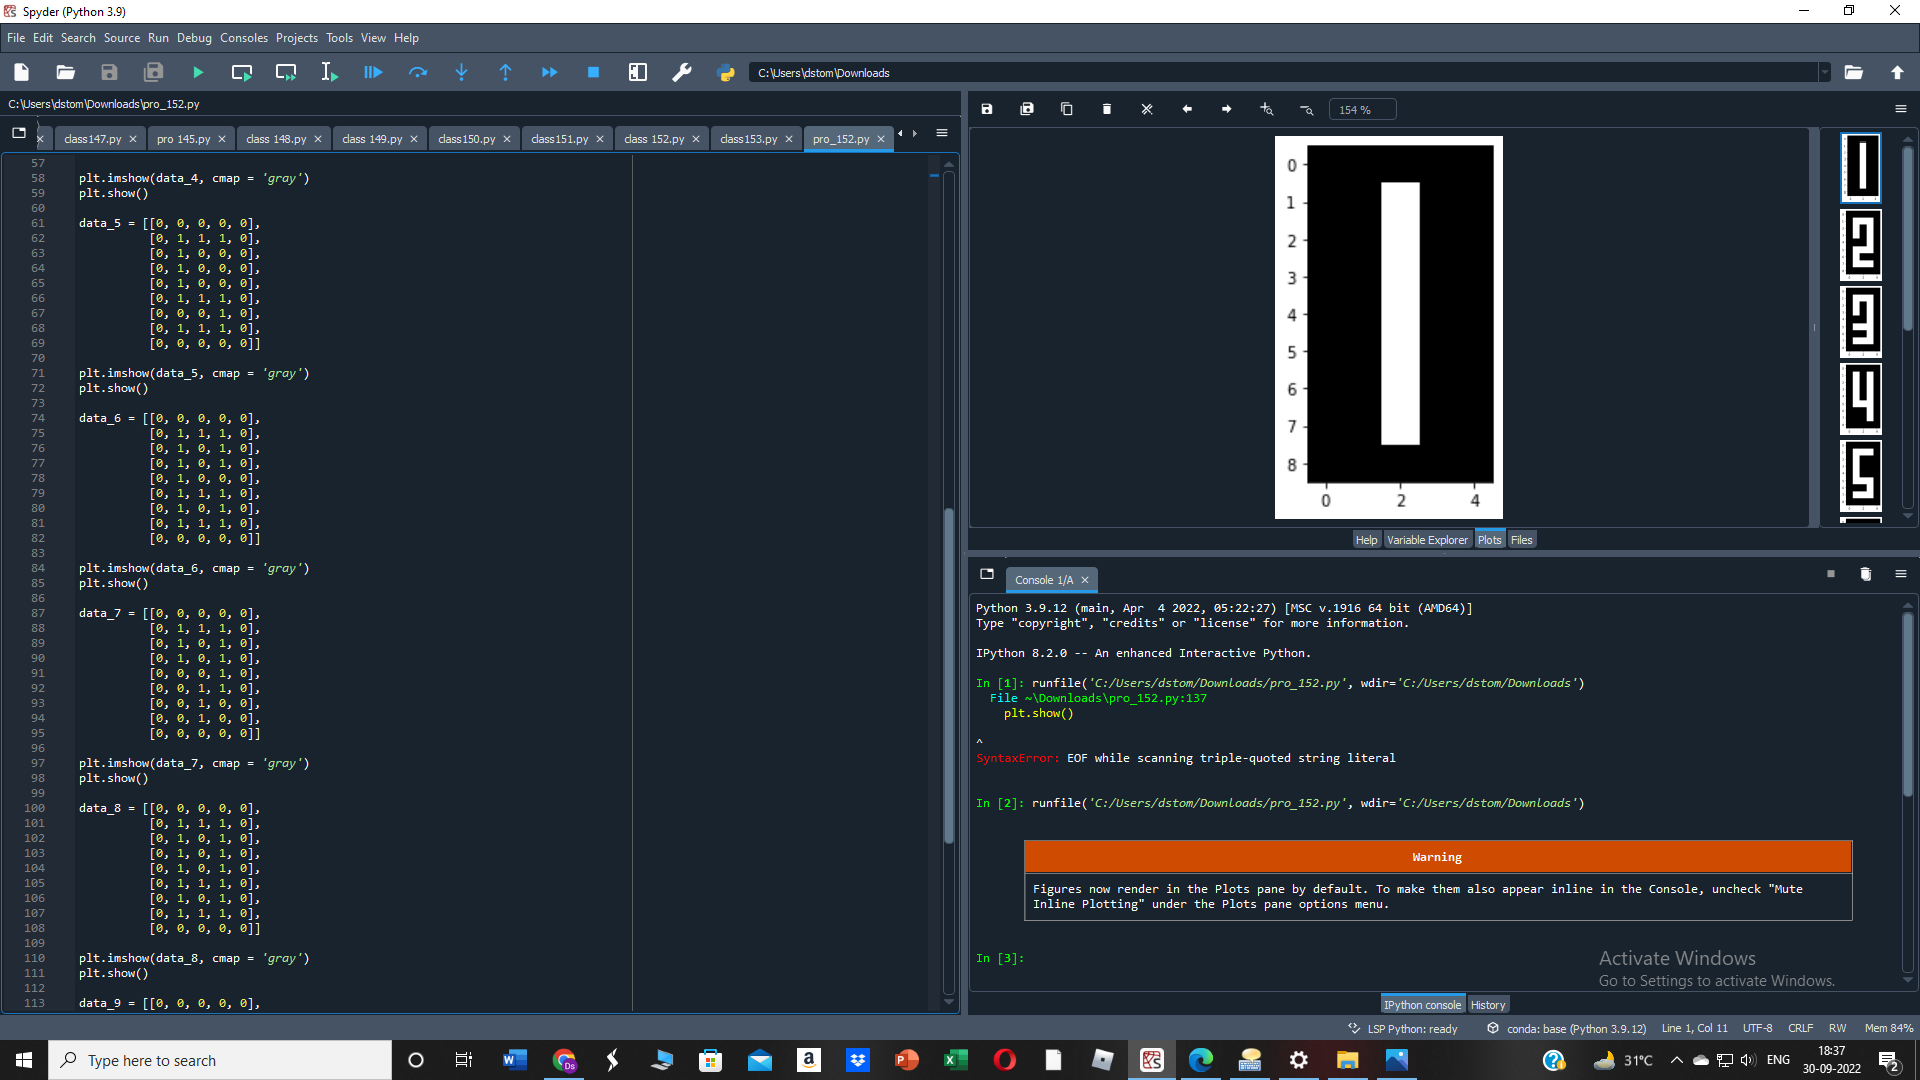 Spyder (Python 3.9)
File Edit Search Source Run Debug Consoles Projects Tools View Help
C:\Users\dstom\Downloads
C:\Users\dstom\Downloads\pro_152.py
class147.py
pro 145.py
class 148.py
class 149.py
class150.py
class151.py
class 152.py
class153.py
pro_152.py
57
58 plt.imshow(data_4, cmap = 'gray')
59 plt.show()
60
61 data_5 = [[0, 0, 0, 0, 0],
62 [0, 1, 1, 1, 0],
63 [0, 1, 0, 0, 0],
64 [0, 1, 0, 0, 0],
65 [0, 1, 0, 0, 0],
66 [0, 1, 1, 1, 0],
67 [0, 0, 0, 1, 0],
68 [0, 1, 1, 1, 0],
69 [0, 0, 0, 0, 0]]
70
71 plt.imshow(data_5, cmap = 'gray')
72 plt.show()
73
74 data_6 = [[0, 0, 0, 0, 0],
75 [0, 1, 1, 1, 0],
76 [0, 1, 0, 1, 0],
77 [0, 1, 0, 1, 0],
78 [0, 1, 0, 0, 0],
79 [0, 1, 1, 1, 0],
80 [0, 1, 0, 1, 0],
81 [0, 1, 1, 1, 0],
82 [0, 0, 0, 0, 0]]
83
84 plt.imshow(data_6, cmap = 'gray')
85 plt.show()
86
87 data_7 = [[0, 0, 0, 0, 0],
88 [0, 1, 1, 1, 0],
89 [0, 1, 0, 1, 0],
90 [0, 1, 0, 1, 0],
91 [0, 0, 0, 1, 0],
92 [0, 0, 1, 1, 0],
93 [0, 0, 1, 0, 0],
94 [0, 0, 1, 0, 0],
95 [0, 0, 0, 0, 0]]
96
97 plt.imshow(data_7, cmap = 'gray')
98 plt.show()
99
100 data_8 = [[0, 0, 0, 0, 0],
101 [0, 1, 1, 1, 0],
102 [0, 1, 0, 1, 0],
103 [0, 1, 0, 1, 0],
104 [0, 1, 0, 1, 0],
105 [0, 1, 1, 1, 0],
106 [0, 1, 0, 1, 0],
107 [0, 1, 1, 1, 0],
108 [0, 0, 0, 0, 0]]
109
110 plt.imshow(data_8, cmap = 'gray')
111 plt.show()
112
113 data_9 = [[0, 0, 0, 0, 0],
154 %
0
1
2
3
4
5
6
7
8
0 2 4
1
2
3
4
5
Help Variable Explorer Plots Files
Console 1/A
Python 3.9.12 (main, Apr  4 2022, 05:22:27) [MSC v.1916 64 bit (AMD64)]
Type "copyright", "credits" or "license" for more information.
IPython 8.2.0 -- An enhanced Interactive Python.
In [1]: runfile('C:/Users/dstom/Downloads/pro_152.py', wdir='C:/Users/dstom/Downloads')
File ~\Downloads\pro_152.py:137
plt.show()
^
SyntaxError: EOF while scanning triple-quoted string literal
In [2]: runfile('C:/Users/dstom/Downloads/pro_152.py', wdir='C:/Users/dstom/Downloads')
Warning
Figures now render in the Plots pane by default. To make them also appear inline in the Console, uncheck "Mute
Inline Plotting" under the Plots pane options menu.
In [3]:
Activate Windows
Go to Settings to activate Windows.
IPython console History
LSP Python: ready conda: base (Python 3.9.12) Line 1, Col 11 UTF-8 CRLF RW Mem 84%
Type here to search
31°C ENG
18:37
30-09-2022
2